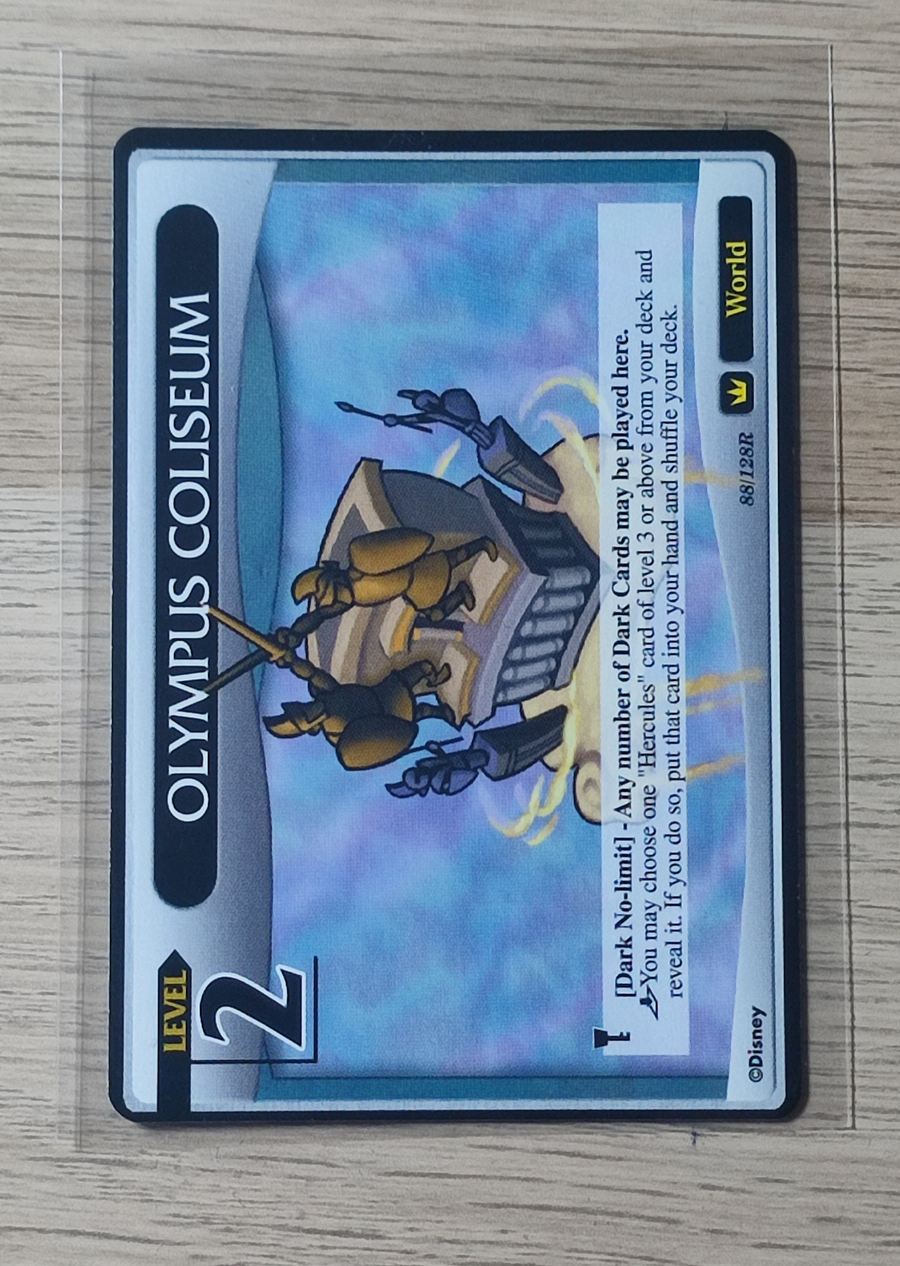 LEVEL
2
OLYMPUS COLISEUM
[Dark No-limit] - Any number of Dark Cards may be played here.
You may choose one "Hercules" card of level 3 or above from your deck and
reveal it. If you do so, put that card into your hand and shuffle your deck.
©Disney
88/128R
World